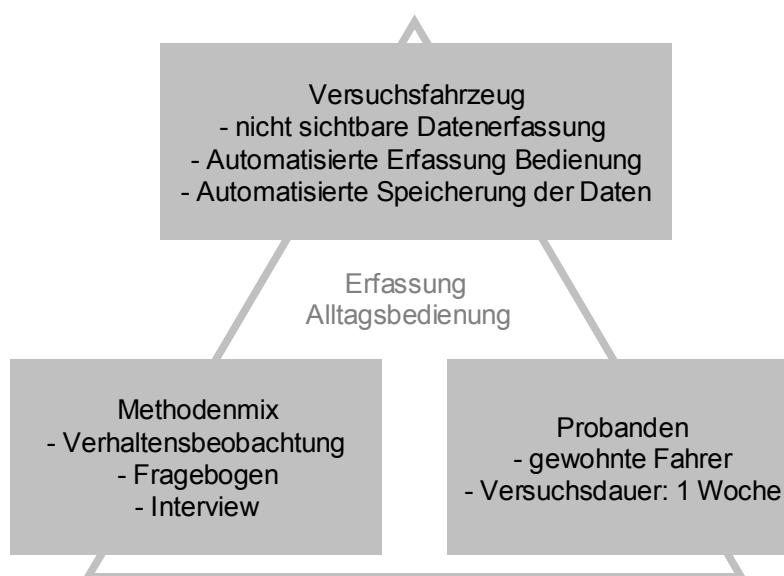 Versuchsfahrzeug
- nicht sichtbare Datenerfassung
- Automatisierte Erfassung Bedienung
- Automatisierte Speicherung der Daten
Erfassung
Alltagsbedienung
Methodenmix
- Verhaltensbeobachtung
- Fragebogen
- Interview
Probanden
- gewohnte Fahrer
- Versuchsdauer: 1 Woche